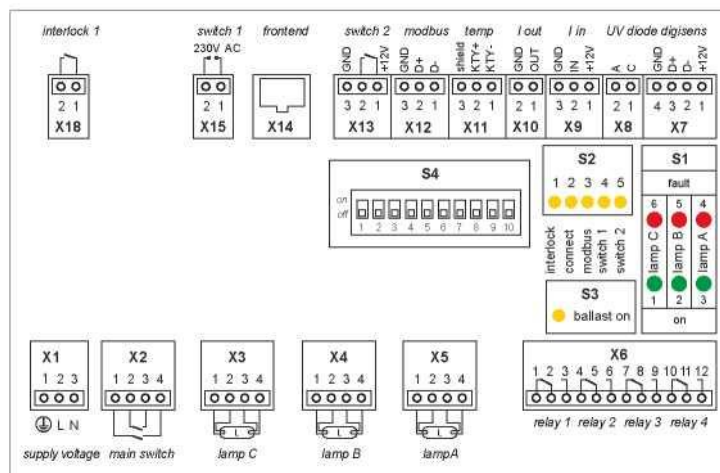 interlock 1 switch 1 frontend switch 2 modbus temp I out I in UV diode digisens
230V AC
GND +12V GND D+ D- shield KTY+ KTY- GND OUT GND IN +12V A C GND D+ D- +12V
2 1 2 1 3 2 1 3 2 1 3 2 1 2 1 3 2 1 2 1 4 3 2 1
X18 X15 X14 X13 X12 X11 X10 X9 X8 X7
S4 S2 S1
fault
1 2 3 4 5 6 5 4
on
off
1 2 3 4 5 6 7 8 9 10
interlock connect modbus switch 1 switch 2 lamp C lamp B lamp A
1 2 3
S3
ballast on on
X1 X2 X3 X4 X5 X6
1 2 3 1 2 3 4 1 2 3 4 1 2 3 4 1 2 3 4 1 2 3 4 5 6 7 8 9 10 11 12
L N L L L relay 1 relay 2 relay 3 relay 4
supply voltage main switch lamp C lamp B lampA